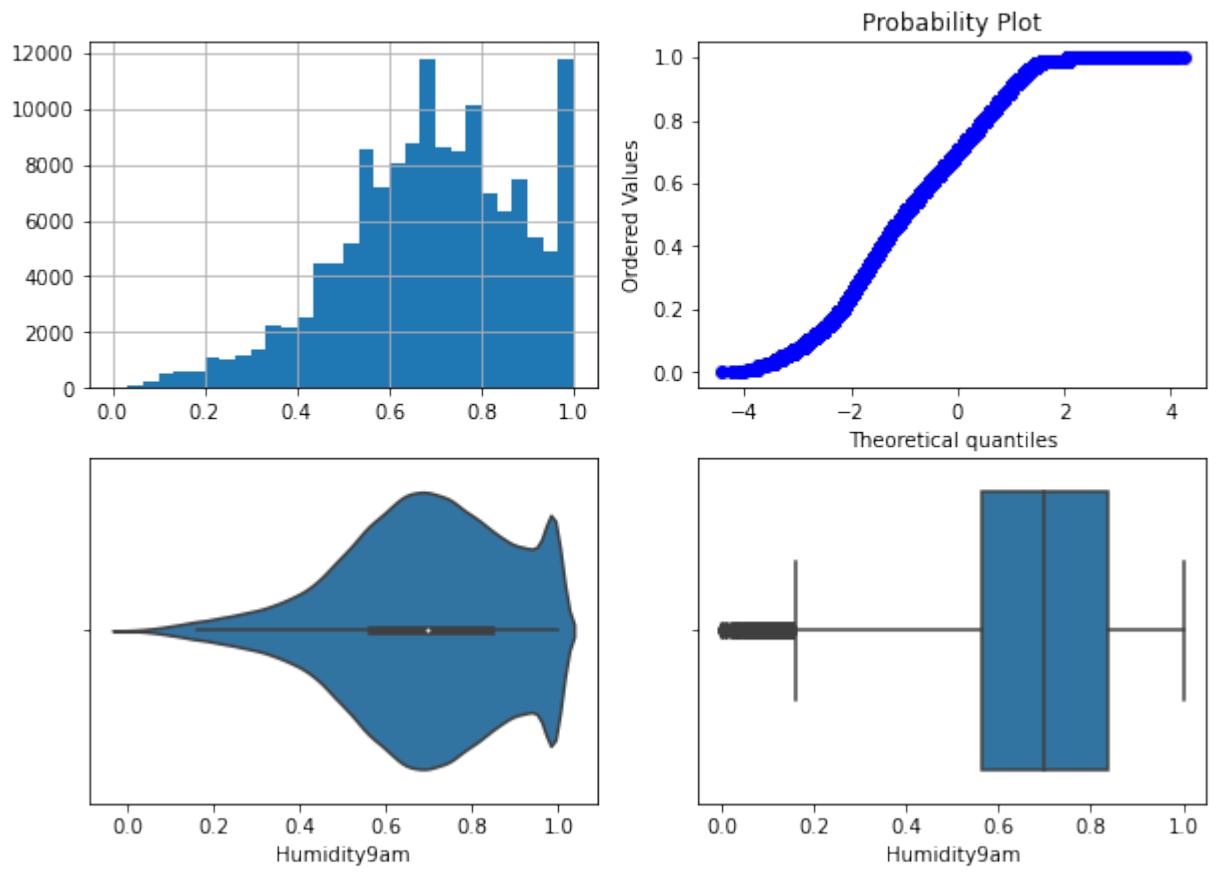 12000
10000
8000
6000
4000
2000
0
0.0 0.2 0.4 0.6 0.8 1.0
Probability Plot
Ordered Values
1.0
0.8
0.6
0.4
0.2
0.0
−4 −2 0 2 4
Theoretical quantiles
0.0 0.2 0.4 0.6 0.8 1.0
Humidity9am
0.0 0.2 0.4 0.6 0.8 1.0
Humidity9am